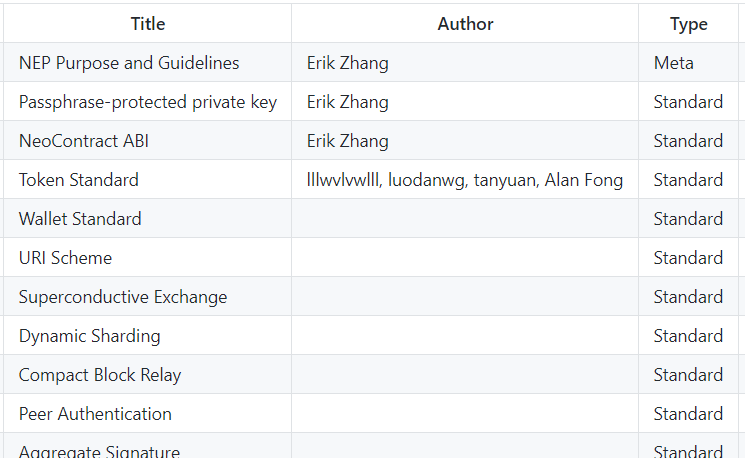 Title Author Type
NEP Purpose and Guidelines Erik Zhang Meta
Passphrase-protected private key Erik Zhang Standard
NeoContract ABI Erik Zhang Standard
Token Standard lllwvlvwlll, luodanwg, tanyuan, Alan Fong Standard
Wallet Standard Standard
URI Scheme Standard
Superconductive Exchange Standard
Dynamic Sharding Standard
Compact Block Relay Standard
Peer Authentication Standard
Aggregate Signature Standard